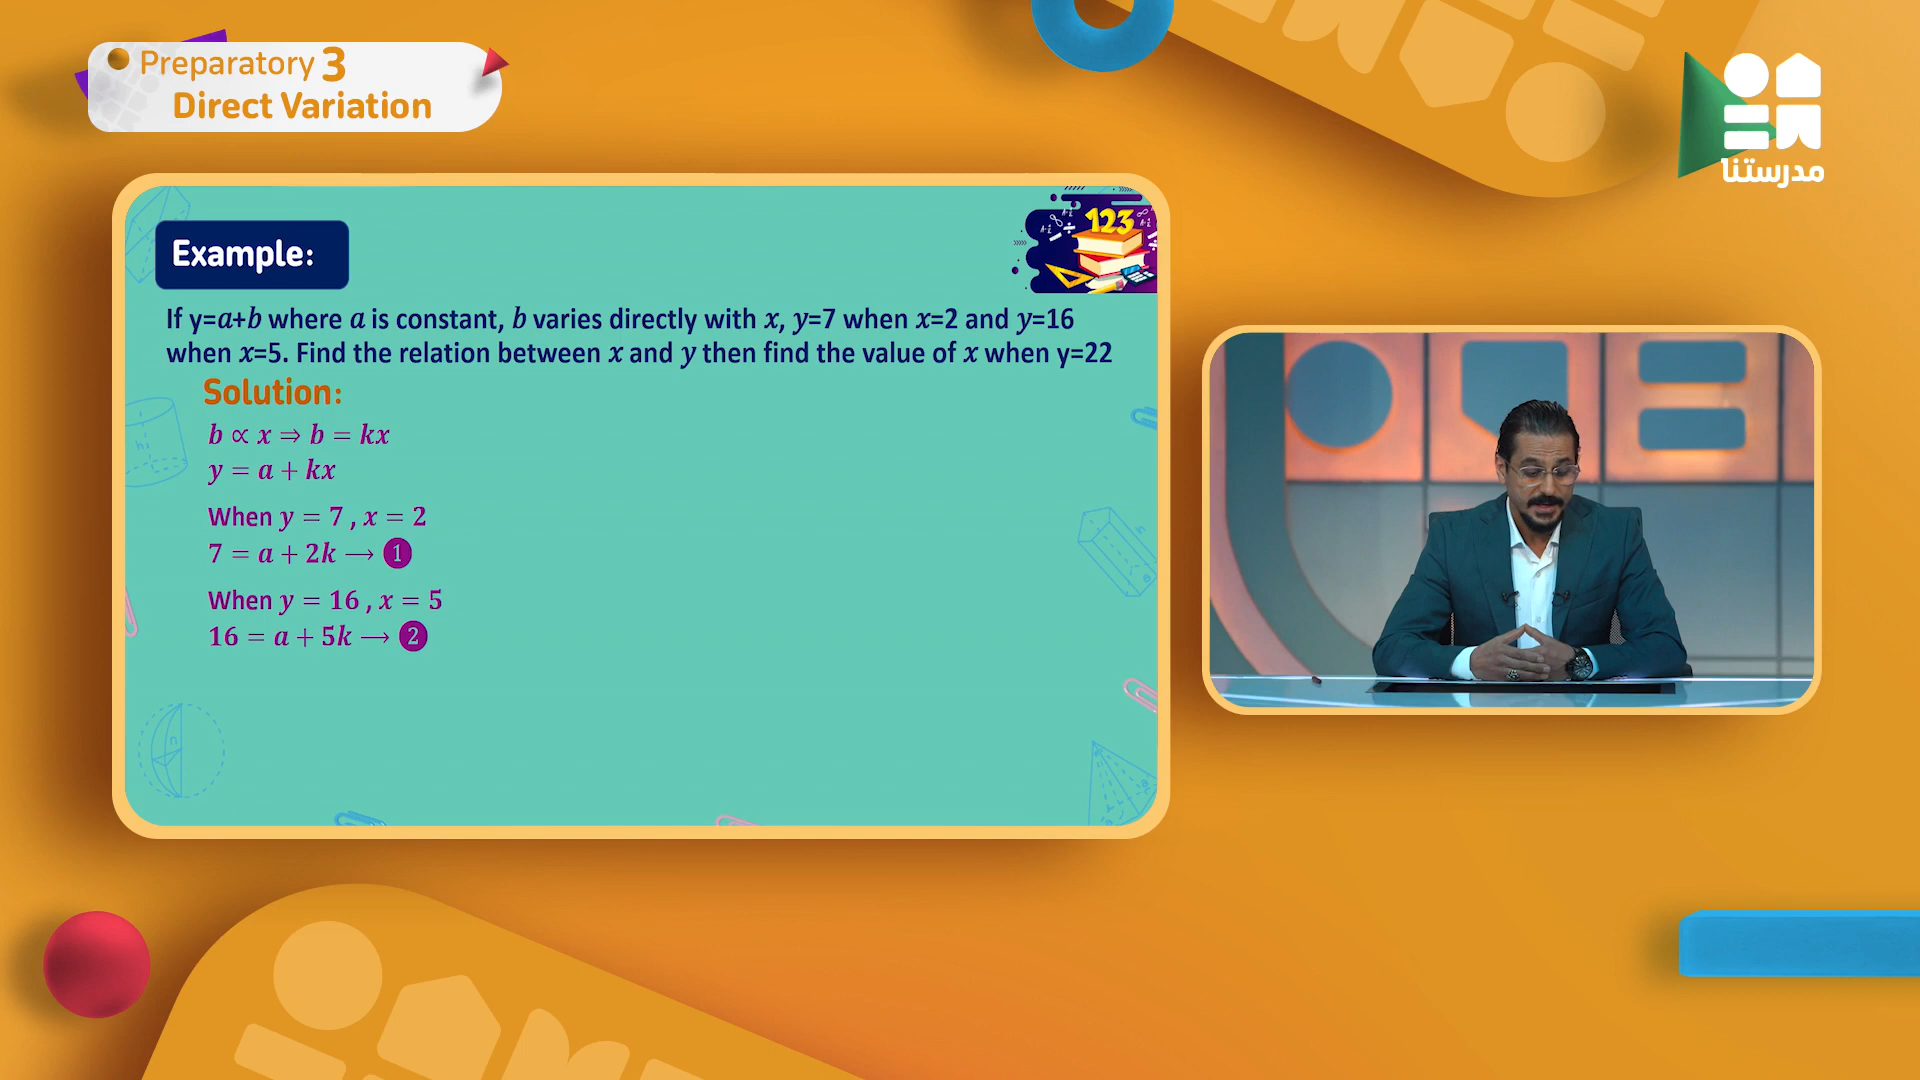 Preparatory 3
Direct Variation
مدرستنا
123
Example:
If y=a+b where a is constant, b varies directly with x, y=7 when x=2 and y=16
when x=5. Find the relation between x and y then find the value of x when y=22
Solution:
b ∝ x ⇒ b = kx
y = a + kx
When y = 7 , x = 2
7 = a + 2k ⟶ 1
When y = 16 , x = 5
16 = a + 5k ⟶ 2